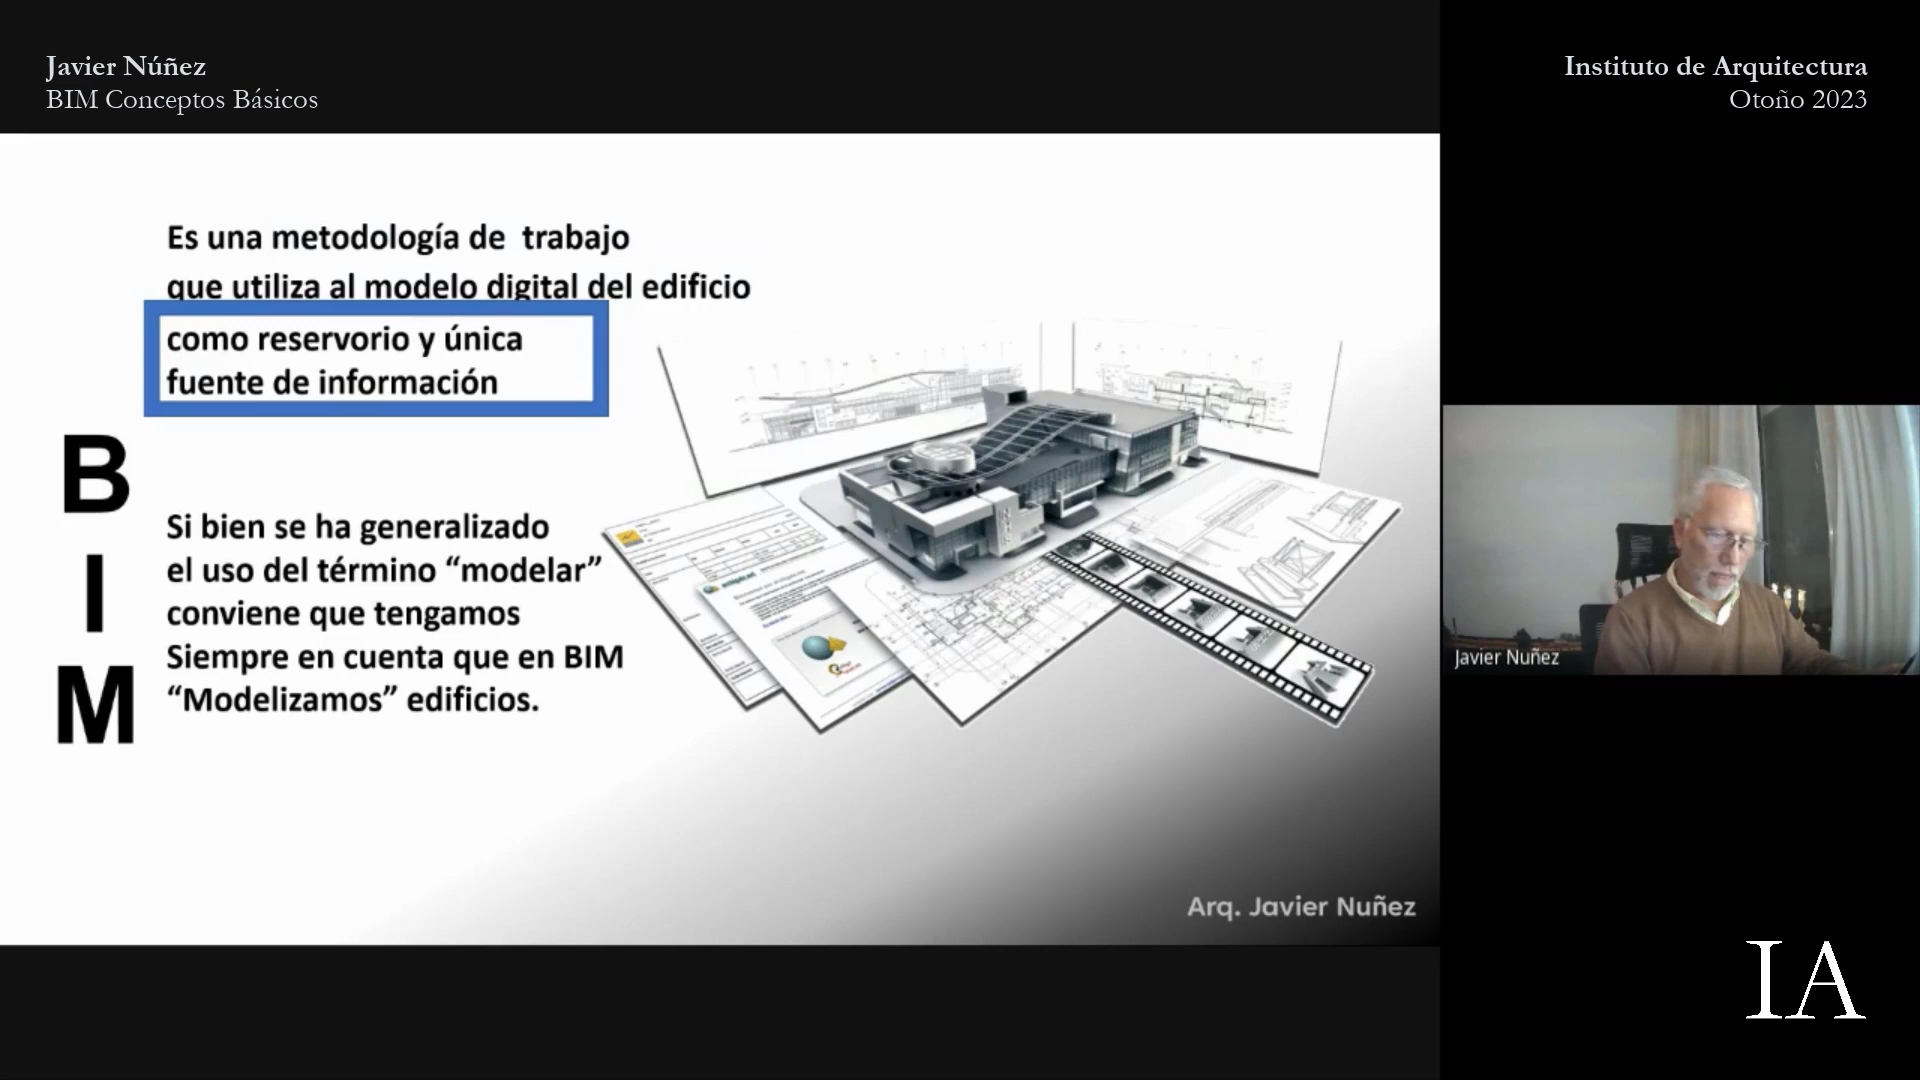 Javier Núñez
BIM Conceptos Básicos
Instituto de Arquitectura
Otoño 2023
Es una metodología de trabajo
que utiliza al modelo digital del edificio
como reservorio y única
fuente de información
B
I
M
Si bien se ha generalizado
el uso del término “modelar”
conviene que tengamos
Siempre en cuenta que en BIM
“Modelizamos” edificios.
Javier Nuñez
Arq. Javier Nuñez
IA